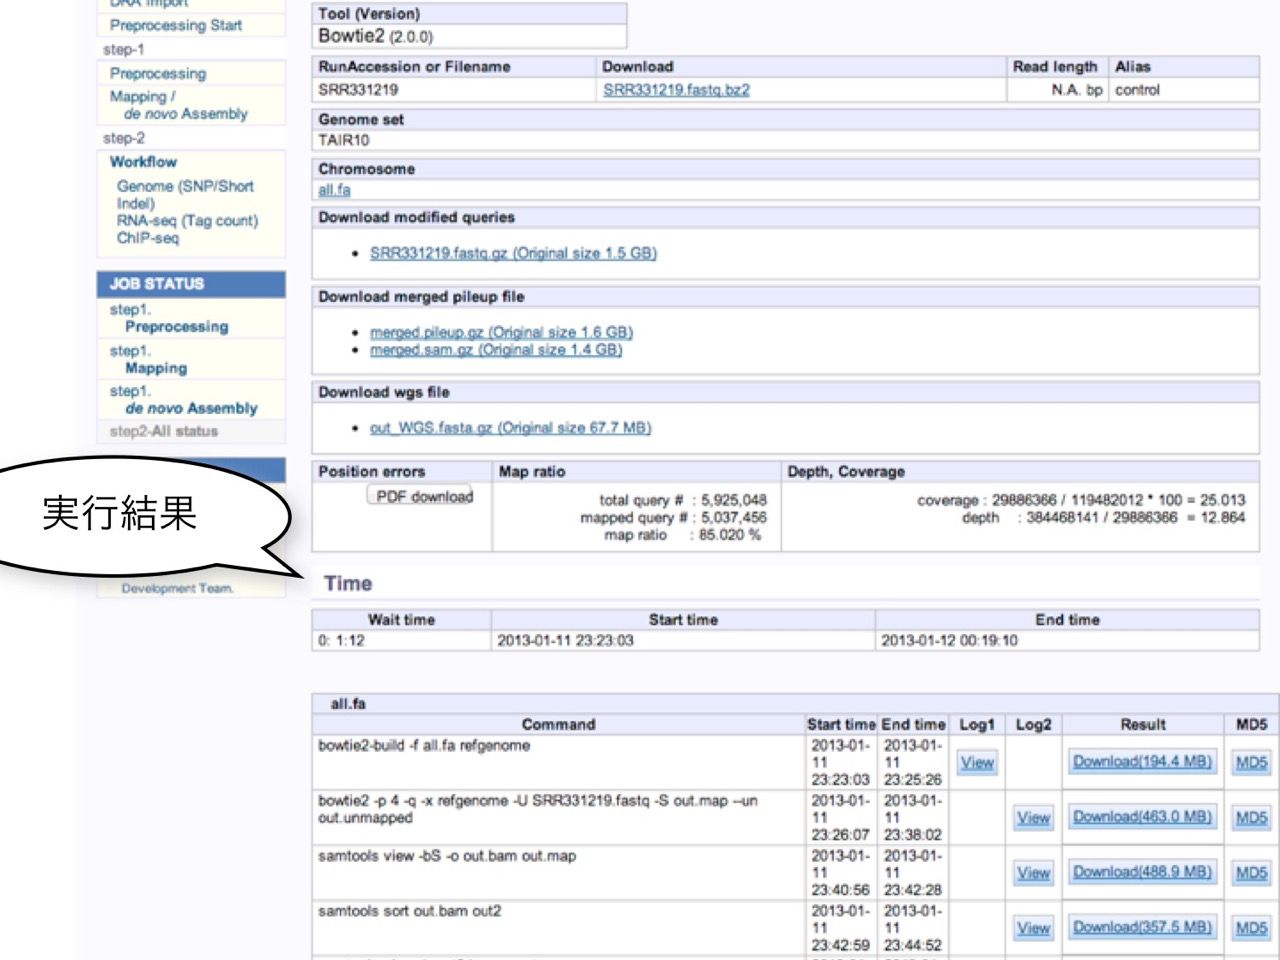 DRA Import
Preprocessing Start
step-1
Preprocessing
Mapping /
de novo Assembly
step-2
Workflow
Genome (SNP/Short
Indel)
RNA-seq (Tag count)
ChIP-seq
JOB STATUS
step1.
Preprocessing
step1.
Mapping
step1.
de novo Assembly
step2-All status
実行結果
Development Team.
Tool (Version)
Bowtie2 (2.0.0)
RunAccession or Filename Download Read length Alias
SRR331219 SRR331219.fastq.bz2 N.A. bp control
Genome set
TAIR10
Chromosome
all.fa
Download modified queries
• SRR331219.fastq.gz (Original size 1.5 GB)
Download merged pileup file
• merged.pileup.gz (Original size 1.6 GB)
• merged.sam.gz (Original size 1.4 GB)
Download wgs file
• out_WGS.fasta.gz (Original size 67.7 MB)
Position errors Map ratio Depth, Coverage
PDF download
total query # : 5,925,048
mapped query # : 5,037,456
map ratio : 85.020 %
coverage : 29886366 / 119482012 * 100 = 25.013
depth : 384468141 / 29886366 = 12.864
Time
Wait time Start time End time
0: 1:12 2013-01-11 23:23:03 2013-01-12 00:19:10
all.fa
Command Start time End time Log1 Log2 Result MD5
bowtie2-build -f all.fa refgenome 2013-01- 2013-01-
11 11 View Download(194.4 MB) MD5
23:23:03 23:25:26
bowtie2 -p 4 -q -x refgenome -U SRR331219.fastq -S out.map --un 2013-01- 2013-01-
out.unmapped 11 11 View Download(463.0 MB) MD5
23:26:07 23:38:02
samtools view -bS -o out.bam out.map 2013-01- 2013-01-
11 11 View Download(488.9 MB) MD5
23:40:56 23:42:28
samtools sort out.bam out2 2013-01- 2013-01-
11 11 View Download(357.5 MB) MD5
23:42:59 23:44:52